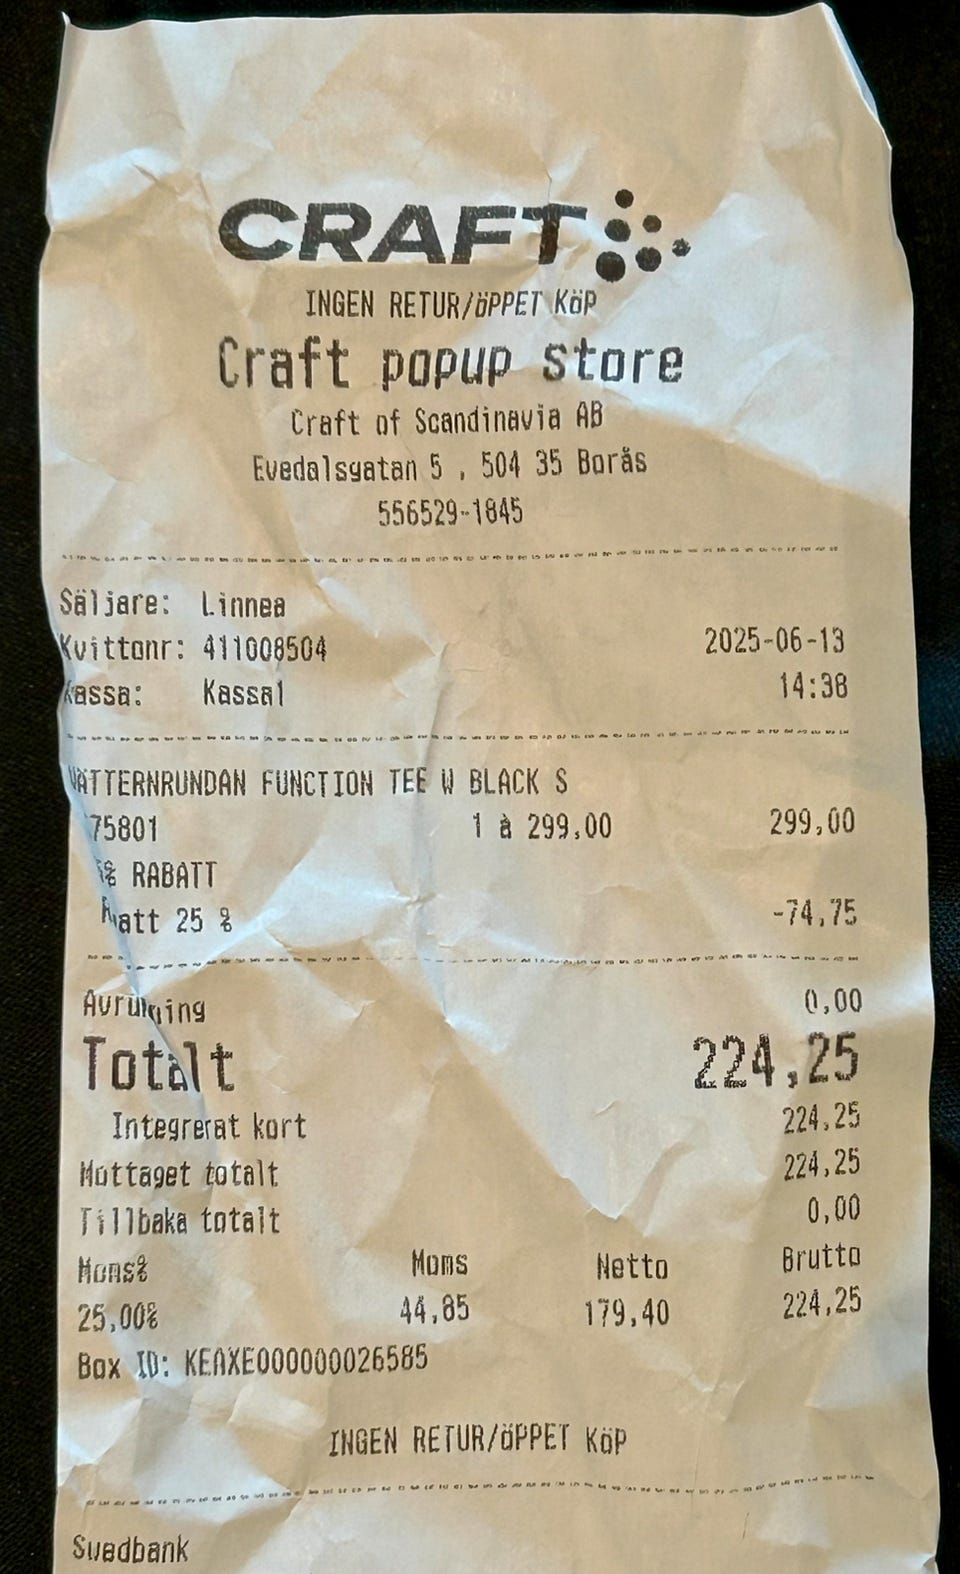 CRAFT
INGEN RETUR/ÖPPET KÖP
Craft popup store
Craft of Scandinavia AB
Evedalsgatan 5 , 504 35 Borås
556529-1845
Säljare: Linnea
Kvittonr: 411008504 2025-06-13
Kassa: Kassa1 14:38
VÄTTERNRUNDAN FUNCTION TEE W BLACK S
75801 1 à 299,00 299,00
% RABATT
att 25 % -74,75
0,00
Totalt 224,25
Integrerat kort 224,25
Mottaget totalt 224,25
Tillbaka totalt 0,00
Moms% Moms Netto Brutto
25,00% 44,85 179,40 224,25
Box ID: KEAXE000000026585
INGEN RETUR/ÖPPET KÖP
Swedbank